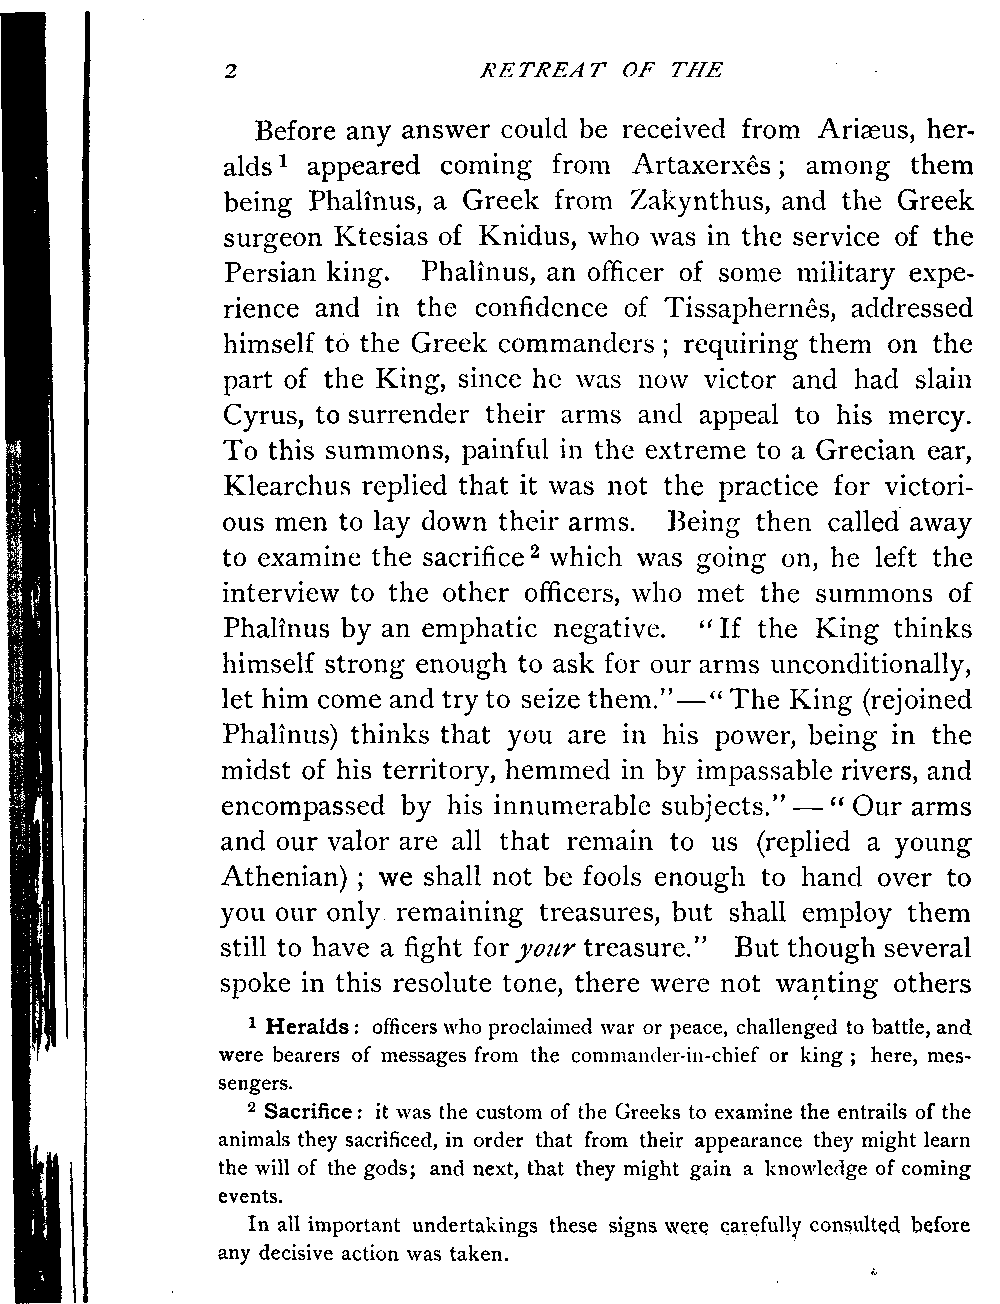 2 RETREAT OF THE
Before any answer could be received from Ariæus, her-
alds¹ appeared coming from Artaxerxês; among them
being Phalînus, a Greek from Zakynthus, and the Greek
surgeon Ktesias of Knidus, who was in the service of the
Persian king. Phalînus, an officer of some military expe-
rience and in the confidence of Tissaphernês, addressed
himself to the Greek commanders; requiring them on the
part of the King, since he was now victor and had slain
Cyrus, to surrender their arms and appeal to his mercy.
To this summons, painful in the extreme to a Grecian ear,
Klearchus replied that it was not the practice for victori-
ous men to lay down their arms. Being then called away
to examine the sacrifice² which was going on, he left the
interview to the other officers, who met the summons of
Phalînus by an emphatic negative. “If the King thinks
himself strong enough to ask for our arms unconditionally,
let him come and try to seize them.”—“The King (rejoined
Phalînus) thinks that you are in his power, being in the
midst of his territory, hemmed in by impassable rivers, and
encompassed by his innumerable subjects.”—“Our arms
and our valor are all that remain to us (replied a young
Athenian); we shall not be fools enough to hand over to
you our only remaining treasures, but shall employ them
still to have a fight for your treasure.” But though several
spoke in this resolute tone, there were not wanting others
¹ Heralds: officers who proclaimed war or peace, challenged to battle, and
were bearers of messages from the commander-in-chief or king; here, mes-
sengers.
² Sacrifice: it was the custom of the Greeks to examine the entrails of the
animals they sacrificed, in order that from their appearance they might learn
the will of the gods; and next, that they might gain a knowledge of coming
events.
In all important undertakings these signs were carefully consulted before
any decisive action was taken.